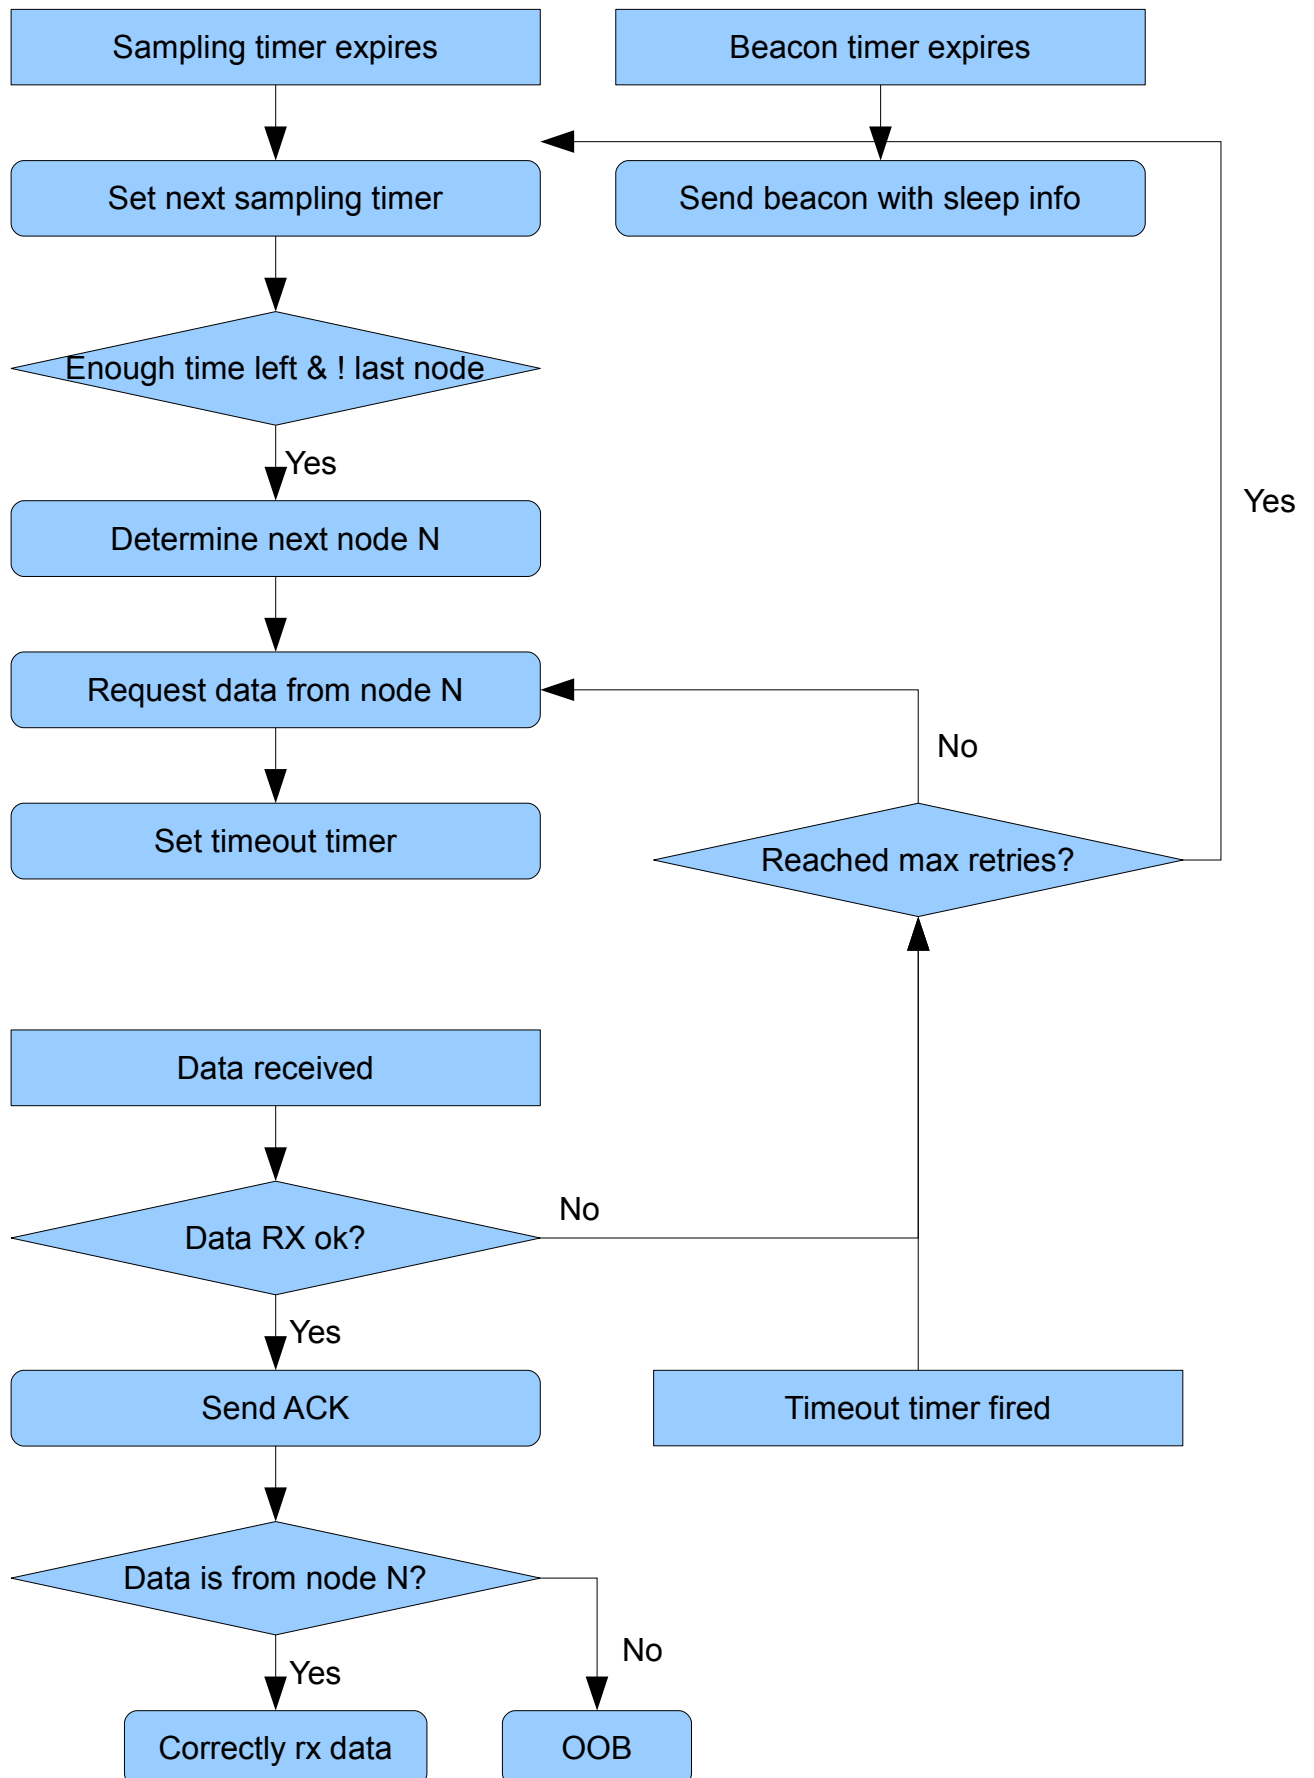 Sampling timer expires
Beacon timer expires
Set next sampling timer
Send beacon with sleep info
Enough time left & ! last node
Yes
Yes
Determine next node N
Request data from node N
No
Set timeout timer
Reached max retries?
Data received
No
Data RX ok?
Yes
Send ACK
Timeout timer fired
Data is from node N?
No
Yes
Correctly rx data
OOB